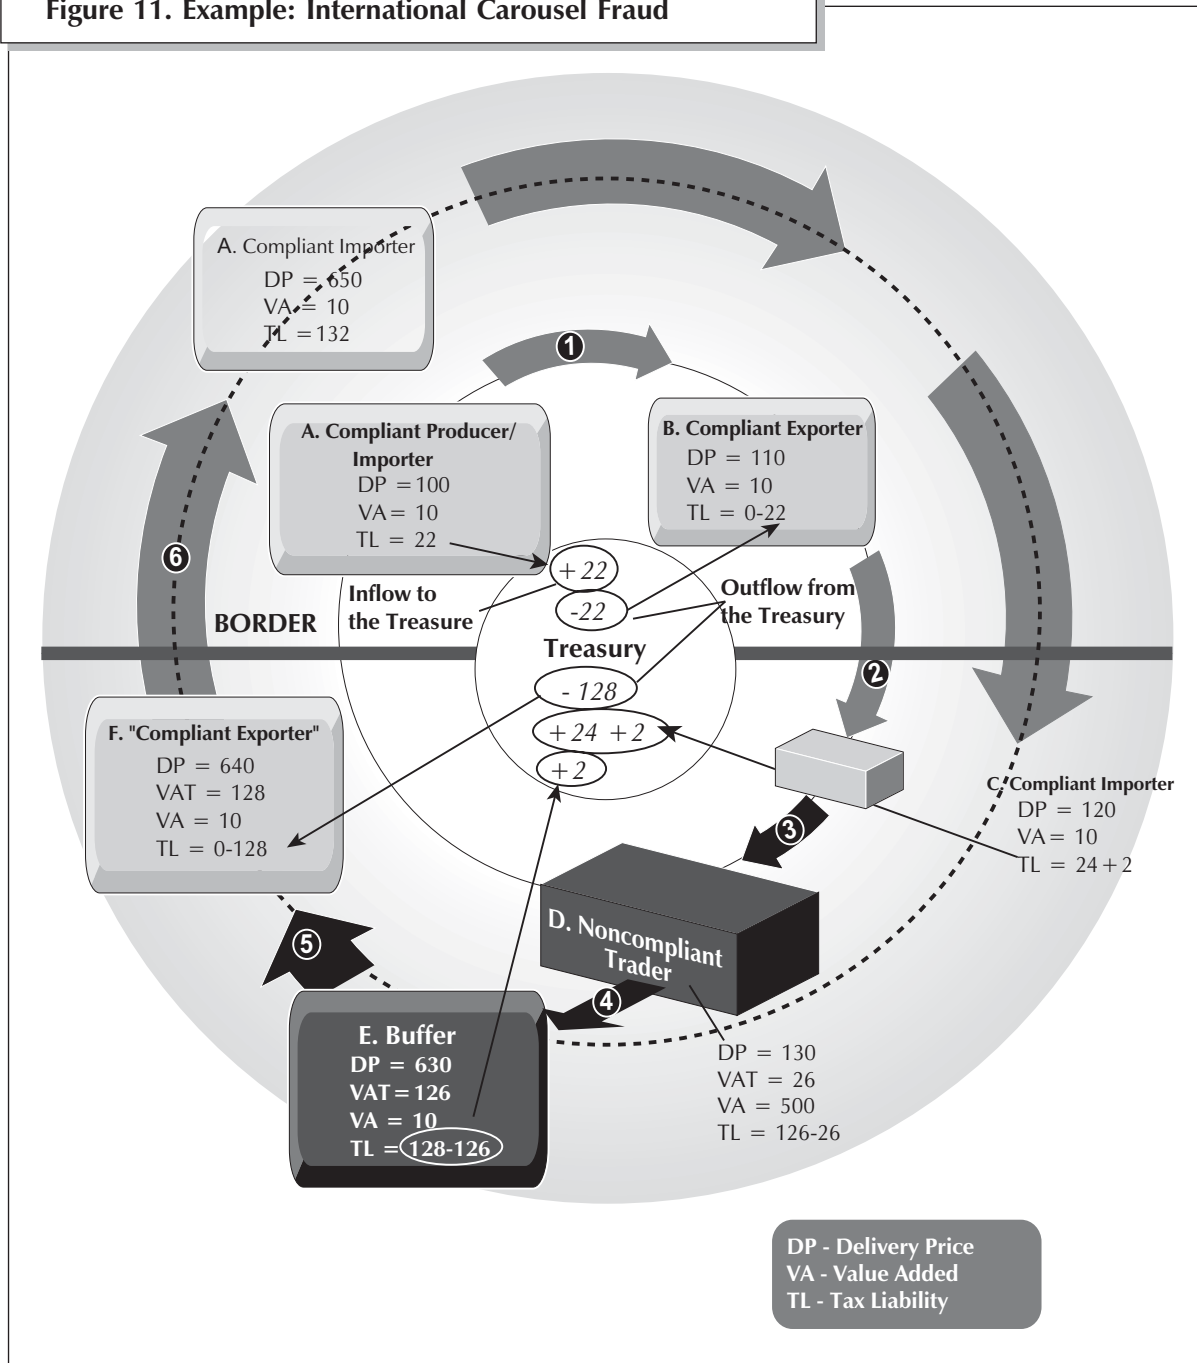 Figure 11. Example: International Carousel Fraud
A. Compliant Importer
DP = 650
VA = 10
TL =132
1
A. Compliant Producer/
Importer
DP =100
VA= 10
TL = 22
B. Compliant Exporter
DP = 110
VA = 10
TL = 0-22
6
+22
-22
Inflow to
the Treasure
Outflow from
the Treasury
BORDER
Treasury
2
- 128
+24 +2
+2
F. "Compliant Exporter"
DP = 640
VAT = 128
VA = 10
TL = 0-128
C. Compliant Importer
DP = 120
VA= 10
TL = 24+2
3
D. Noncompliant
Trader
5
4
E. Buffer
DP = 630
VAT=126
VA = 10
TL =128-126
DP = 130
VAT = 26
VA = 500
TL = 126-26
DP - Delivery Price
VA - Value Added
TL - Tax Liability